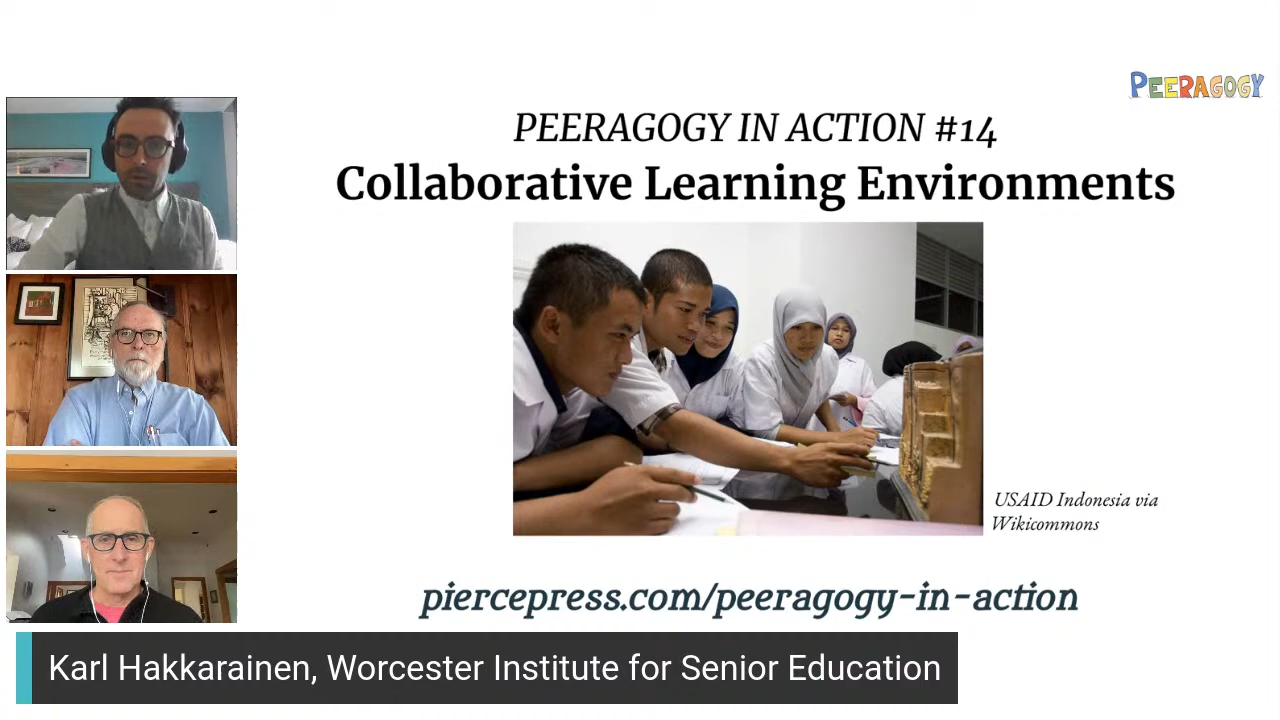 PEERAGOGY
PEERAGOGY IN ACTION #14
Collaborative Learning Environments
USAID Indonesia via
Wikicommons
piercepress.com/peeragogy-in-action
Karl Hakkarainen, Worcester Institute for Senior Education